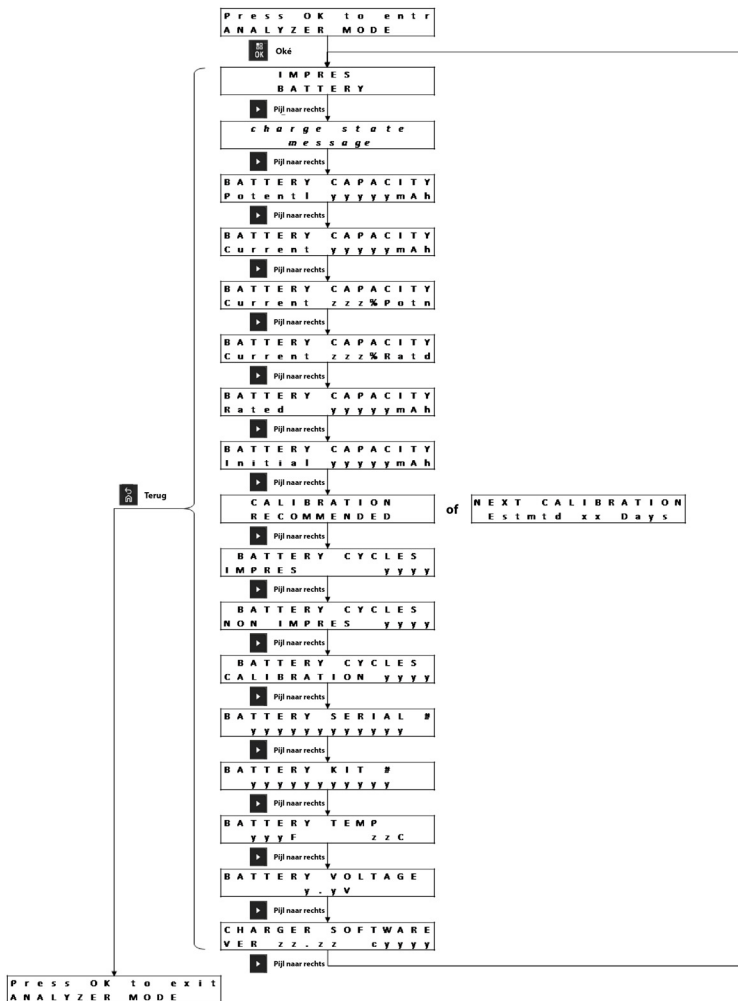 Press OK to entr
ANALYZER MODE
OK Oké
IMPRES
BATTERY
Pijl naar rechts
charge state
message
Pijl naar rechts
BATTERY CAPACITY
Potentl yyyyymAh
Pijl naar rechts
BATTERY CAPACITY
Current yyyyymAh
Pijl naar rechts
BATTERY CAPACITY
Current zzz%Potn
Pijl naar rechts
BATTERY CAPACITY
Current zzz%Ratd
Pijl naar rechts
BATTERY CAPACITY
Rated yyyyymAh
Pijl naar rechts
BATTERY CAPACITY
Initial yyyyymAh
Pijl naar rechts
Terug
CALIBRATION
RECOMMENDED
of
NEXT CALIBRATION
Estmtd xx Days
Pijl naar rechts
BATTERY CYCLES
IMPRES yyyy
Pijl naar rechts
BATTERY CYCLES
NON IMPRES yyyy
Pijl naar rechts
BATTERY CYCLES
CALIBRATION yyyy
Pijl naar rechts
BATTERY SERIAL #
yyyyyyyyyyyy
Pijl naar rechts
BATTERY KIT #
yyyyyyyyyyy
Pijl naar rechts
BATTERY TEMP
yyyF zzC
Pijl naar rechts
BATTERY VOLTAGE
y.yV
Pijl naar rechts
CHARGER SOFTWARE
VER zz.zz cyyyy
Pijl naar rechts
Press OK to exit
ANALYZER MODE